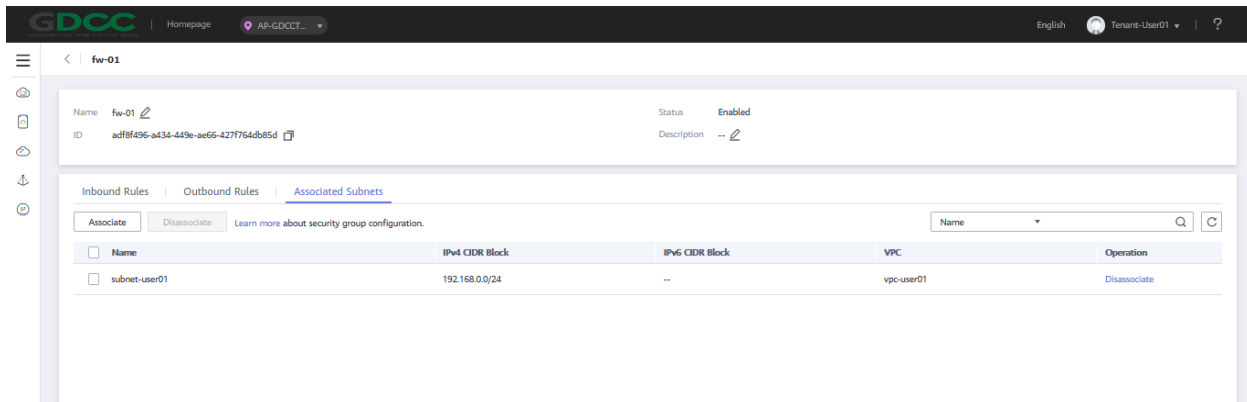 GDCC | Homepage AP-GDCCT... English Tenant-User01 | ?
fw-01
Name fw-01 Status Enabled
ID adf8f496-a434-449e-ae66-427f764db85d Description --
Inbound Rules | Outbound Rules | Associated Subnets
Associate Disassociate Learn more about security group configuration. Name
Name IPv4 CIDR Block IPv6 CIDR Block VPC Operation
subnet-user01 192.168.0.0/24 -- vpc-user01 Disassociate